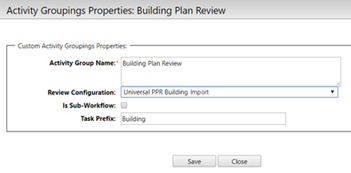 Activity Groupings Properties: Building Plan Review
Custom Activity Groupings Properties:
Activity Group Name:* Building Plan Review
Review Configuration: Universal PPR Building Import
Is Sub-Workflow:
Task Prefix: Building
Save Close